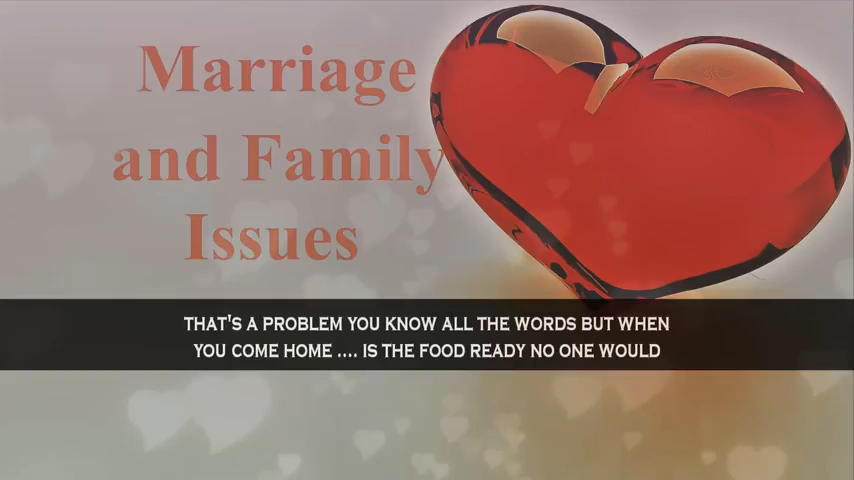 Marriage
and Family
Issues
THAT'S A PROBLEM YOU KNOW ALL THE WORDS BUT WHEN
YOU COME HOME .... IS THE FOOD READY NO ONE WOULD